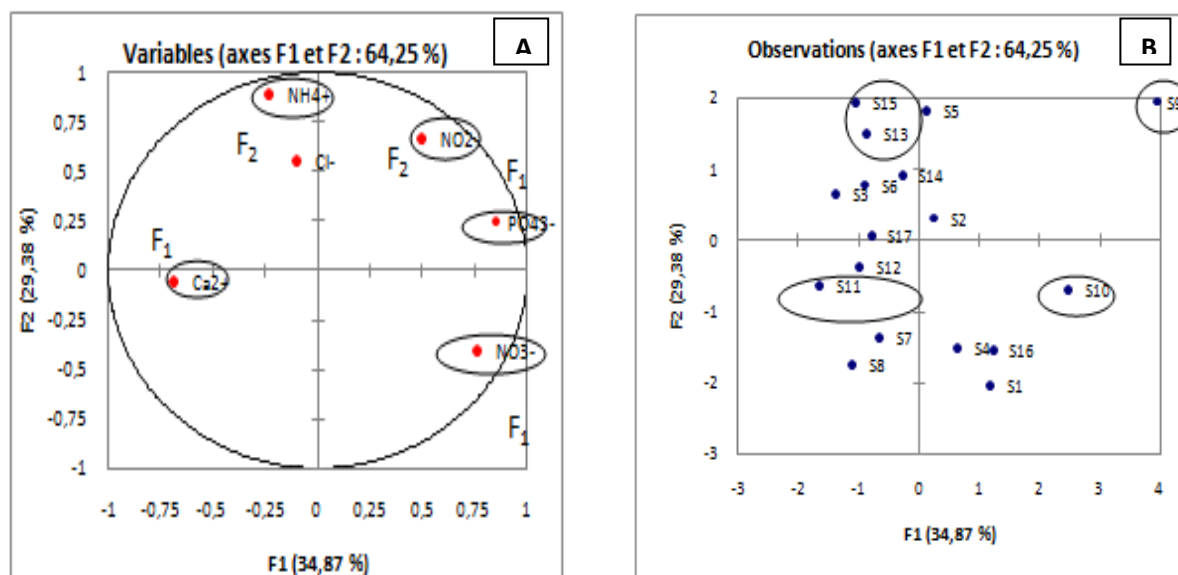 A
Variables (axes F1 et F2 : 64,25 %)
1
0,75
0,5
0,25
0
-0,25
-0,5
-0,75
-1
F2 (29,38 %)
NH4+
F2
Cl-
NO2-
F2
F1
PO43-
F1
Ca2+
NO3-
F1
-1 -0,75 -0,5 -0,25 0 0,25 0,5 0,75 1
F1 (34,87 %)
B
Observations (axes F1 et F2 : 64,25 %)
2
1
0
-1
-2
-3
F2 (29,38 %)
S15
S5
S9
S13
S14
S6
S3
S2
S17
S12
S11
S10
S7
S4
S16
S8
S1
-3 -2 -1 0 1 2 3 4
F1 (34,87 %)